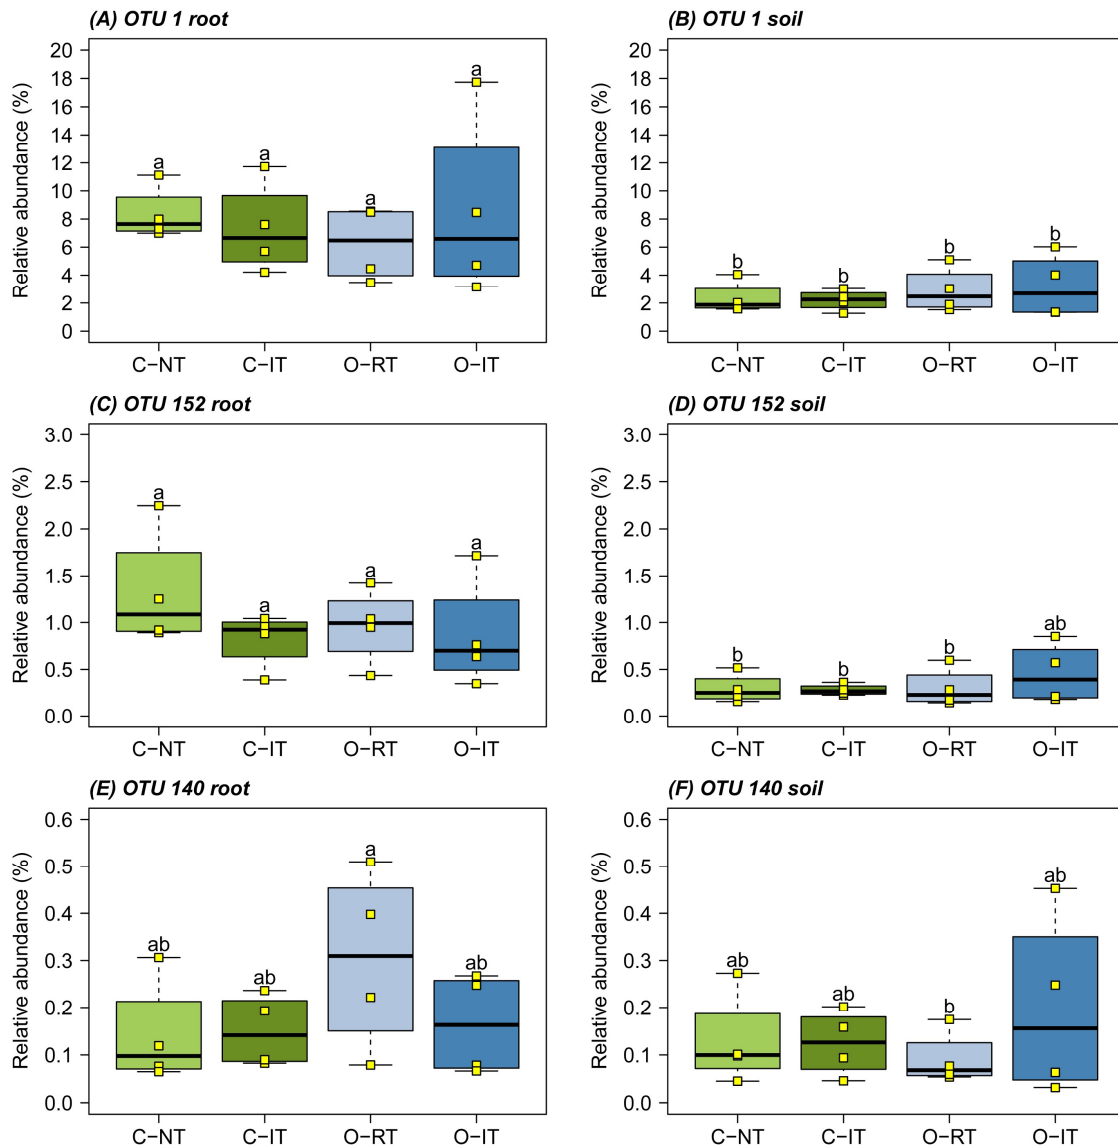 (A) OTU 1 root
Relative abundance (%)
20
18
16
14
12
10
8
6
4
2
0
a
a
a
a
C−NT
C−IT
O−RT
O−IT
(B) OTU 1 soil
Relative abundance (%)
20
18
16
14
12
10
8
6
4
2
0
b
b
b
b
C−NT
C−IT
O−RT
O−IT
(C) OTU 152 root
Relative abundance (%)
3.0
2.5
2.0
1.5
1.0
0.5
0.0
a
a
a
a
C−NT
C−IT
O−RT
O−IT
(D) OTU 152 soil
Relative abundance (%)
3.0
2.5
2.0
1.5
1.0
0.5
0.0
b
b
b
ab
C−NT
C−IT
O−RT
O−IT
(E) OTU 140 root
Relative abundance (%)
0.6
0.5
0.4
0.3
0.2
0.1
0.0
ab
ab
a
ab
C−NT
C−IT
O−RT
O−IT
(F) OTU 140 soil
Relative abundance (%)
0.6
0.5
0.4
0.3
0.2
0.1
0.0
ab
ab
b
ab
C−NT
C−IT
O−RT
O−IT